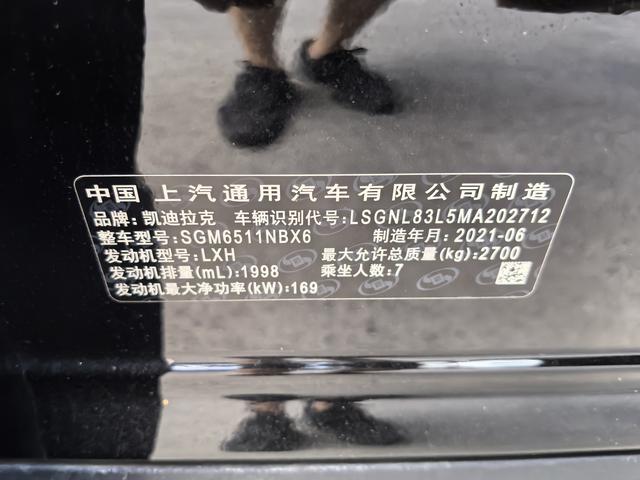 中国 上汽通用汽车有限公司制造
品牌: 凯迪拉克 车辆识别代号: LSGNL83L5MA202712
整车型号: SGM6511NBX6 制造年月: 2021-06
发动机型号: LXH 最大允许总质量(kg): 2700
发动机排量(mL): 1998 乘坐人数: 7
发动机最大净功率(kW): 169